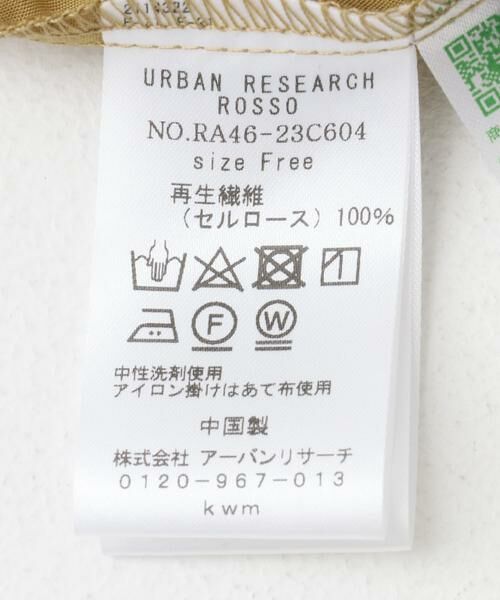 2114322
URBAN RESEARCH
ROSSO
NO.RA46-23C604
size Free
再生繊維
（セルロース）100%
F
W
中性洗剤使用
アイロン掛けはあて布使用
中国製
株式会社 アーバンリサーチ
0120-967-013
kwm